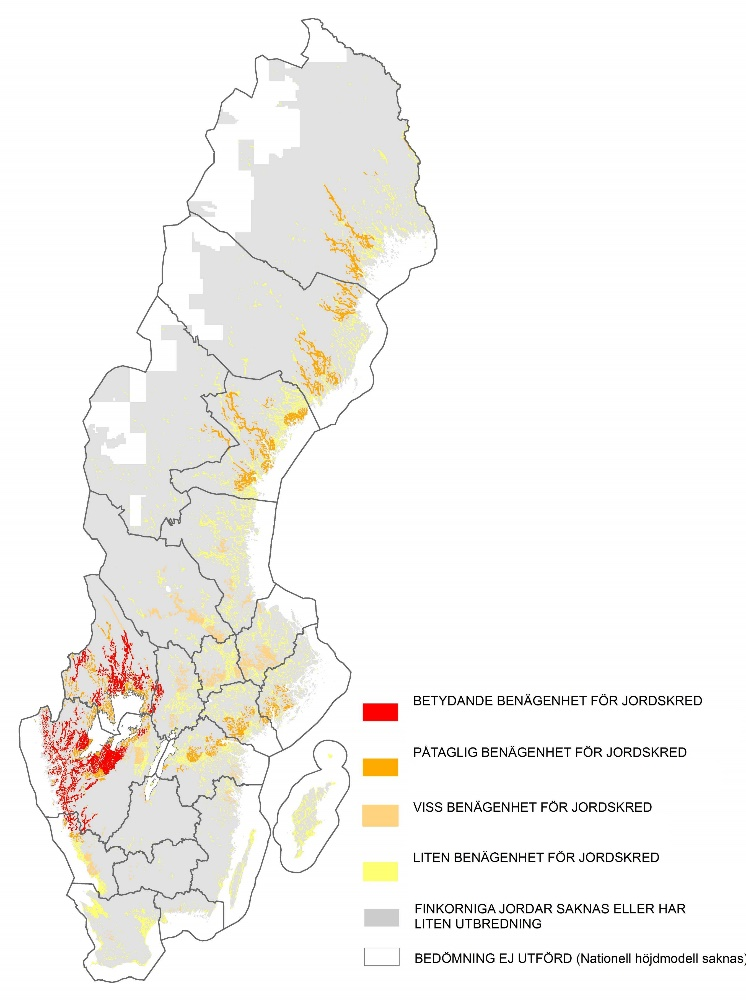 BETYDANDE BENÄGENHET FÖR JORDSKRED
PÅTAGLIG BENÄGENHET FÖR JORDSKRED
VISS BENÄGENHET FÖR JORDSKRED
LITEN BENÄGENHET FÖR JORDSKRED
FINKORNIGA JORDAR SAKNAS ELLER HAR
LITEN UTBREDNING
BEDÖMNING EJ UTFÖRD (Nationell höjdmodell saknas)